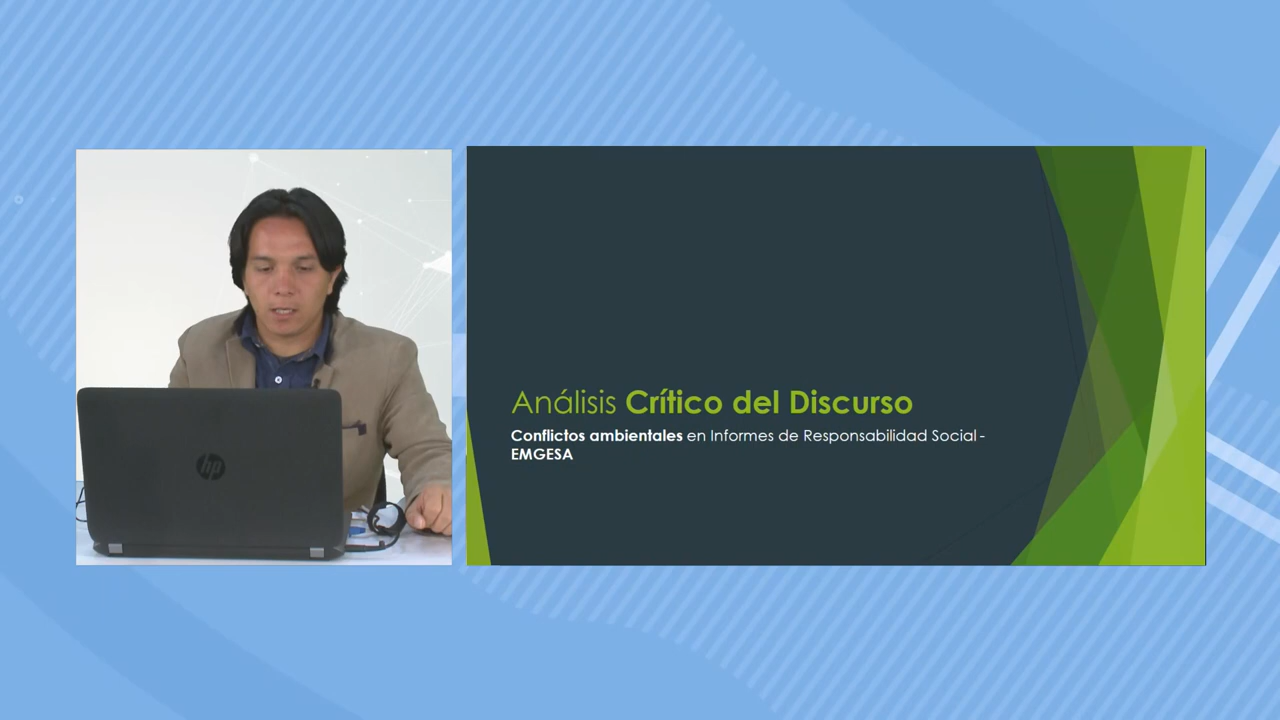 hp
Análisis Crítico del Discurso
Conflictos ambientales en Informes de Responsabilidad Social -
EMGESA